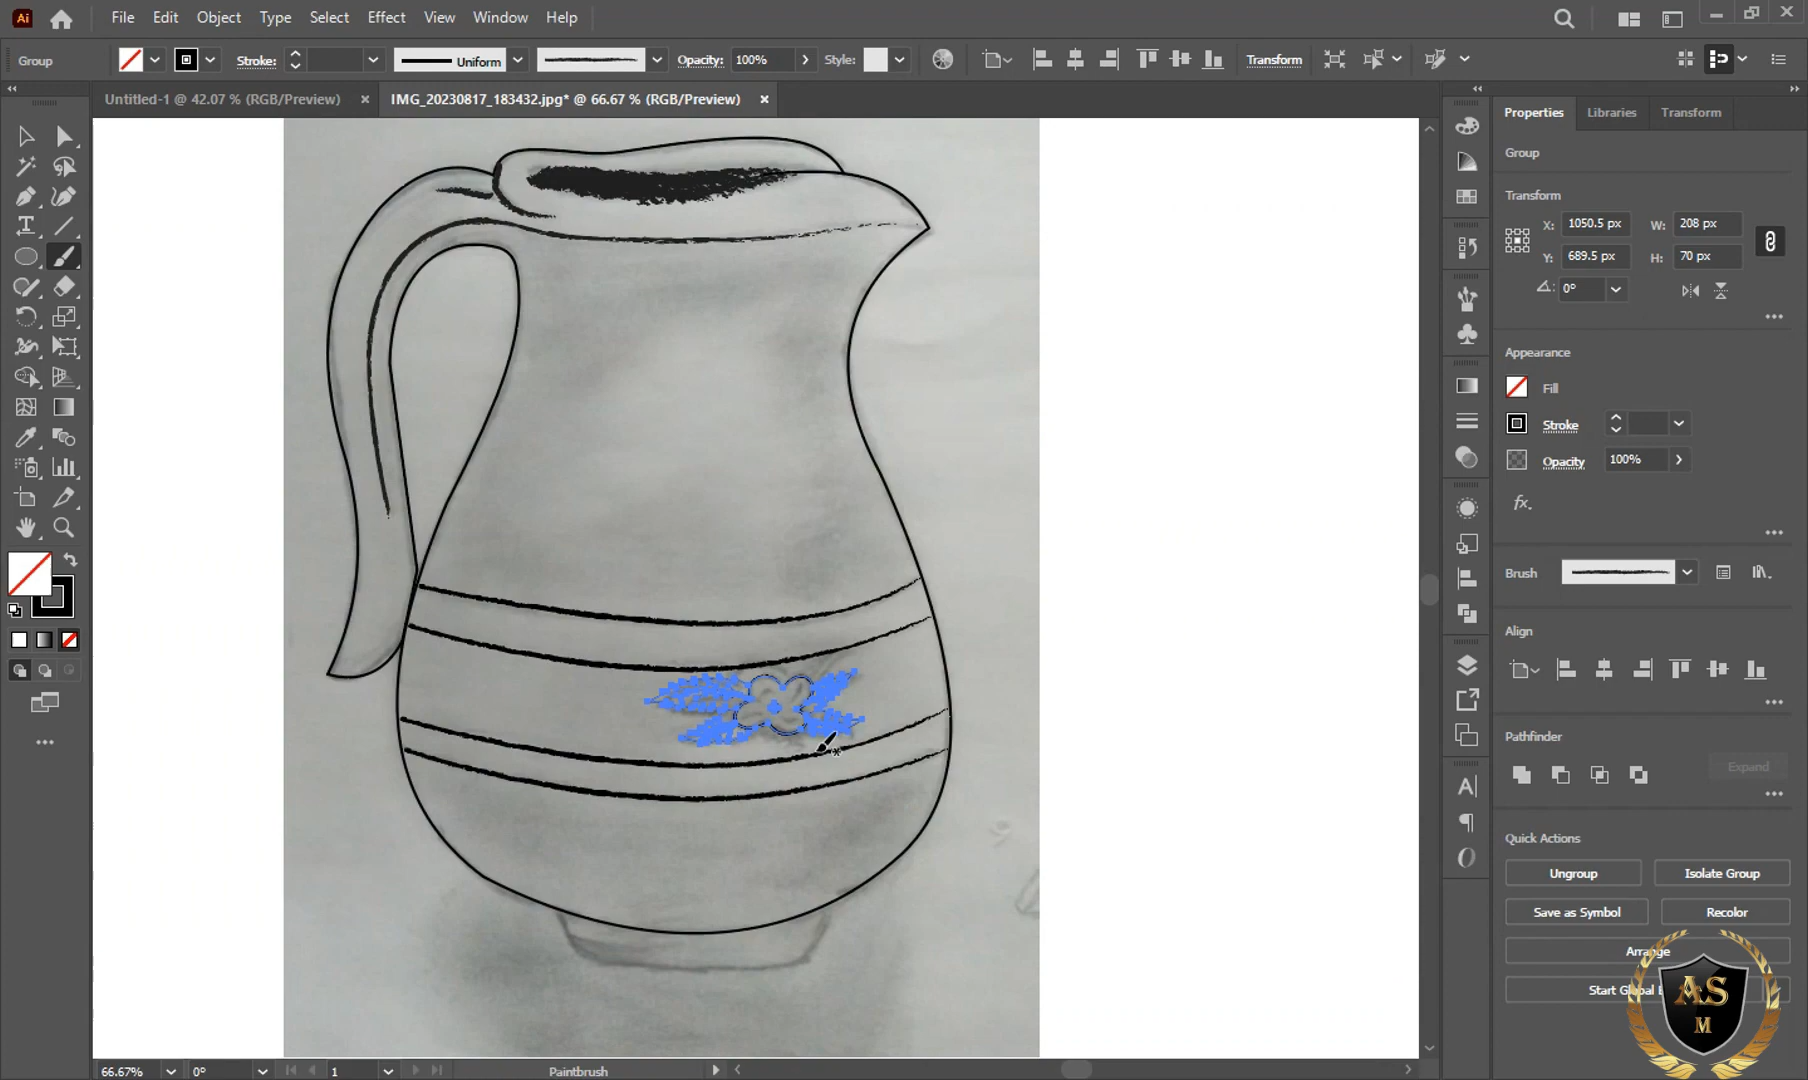 Ai File Edit Object Type Select Effect View Window Help
Group Stroke: Uniform Opacity: 100% Style: Transform
Untitled-1 @ 42.07 % (RGB/Preview) IMG_20230817_183432.jpg* @ 66.67 % (RGB/Preview)
Properties Libraries Transform
Group
Transform
X: 1050.5 px W: 208 px
Y: 689.5 px H: 70 px
0°
Appearance
Fill
Stroke
Opacity 100%
fx.
Brush
Align
Pathfinder
Expand
Quick Actions
Ungroup Isolate Group
Save as Symbol Recolor
Arrange
Start Global
AS
M
66.67% 0° 1 Paintbrush